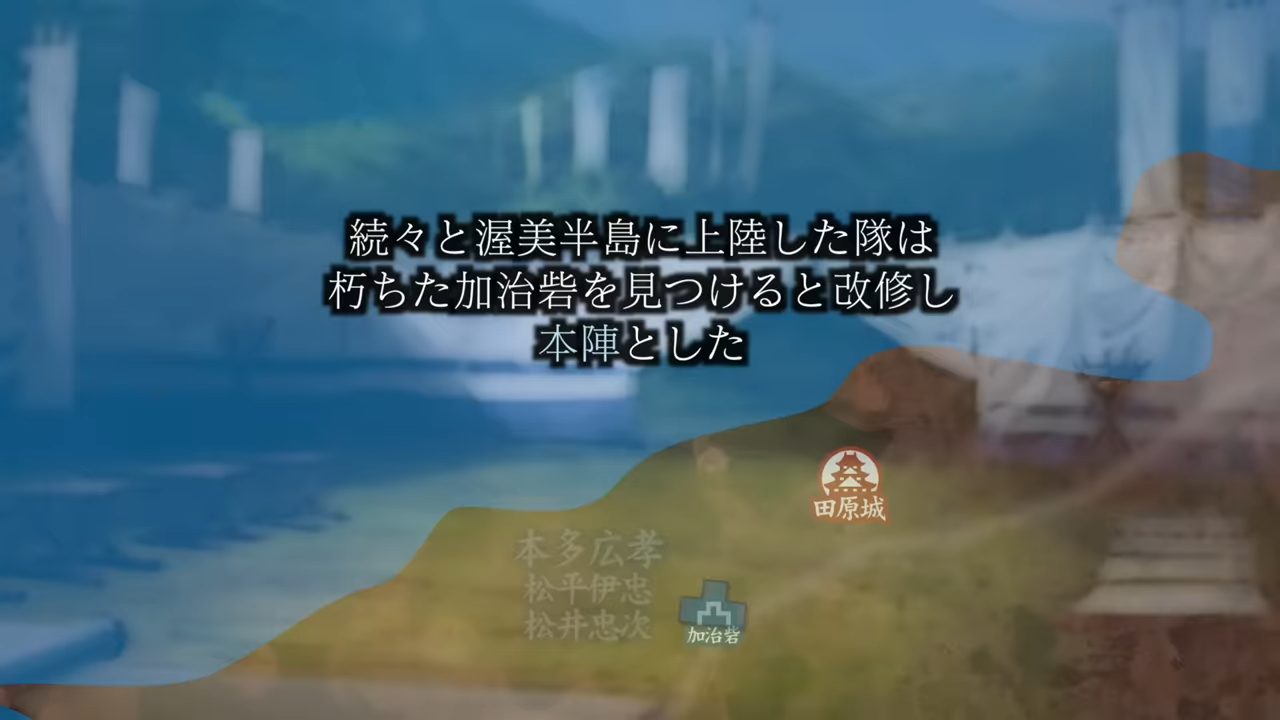 続々と渥美半島に上陸した隊は
朽ちた加治砦を見つけると改修し
本陣とした
田原城
本多広孝
松平伊忠
松井忠次
加治砦